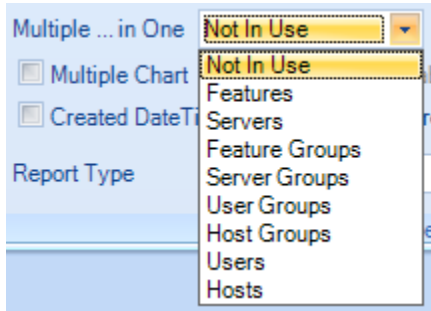 Multiple ... in One Not In Use
Not In Use
Multiple Chart
Features
Created DateTi
Servers
Feature Groups
Report Type
Server Groups
User Groups
Host Groups
Users
Hosts